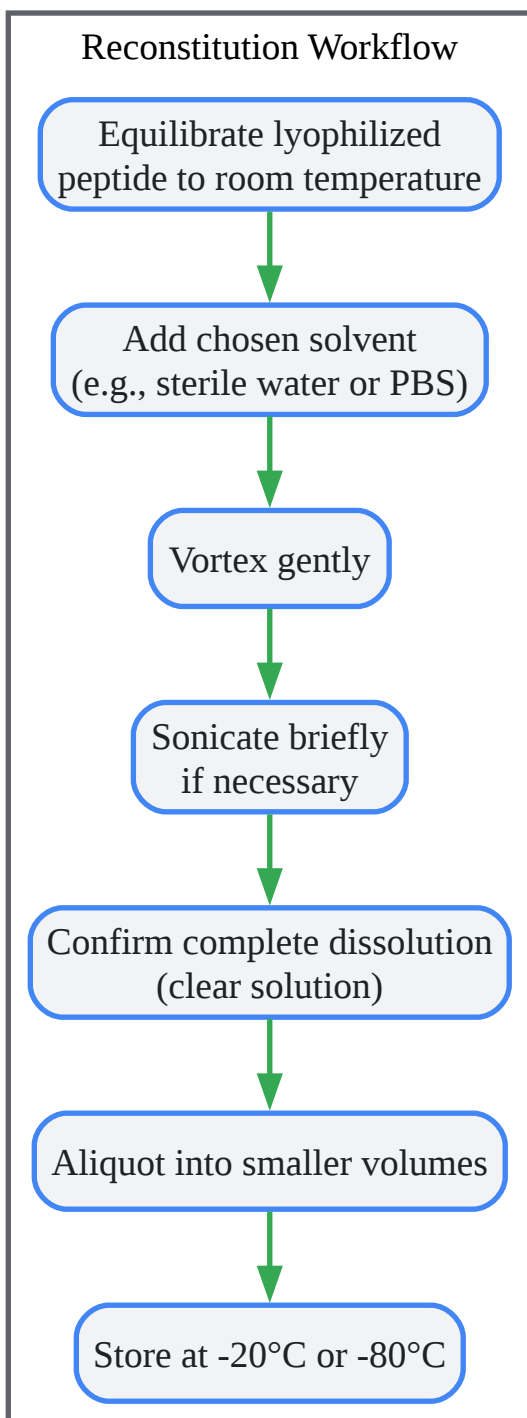 Reconstitution Workflow
Equilibrate lyophilized
peptide to room temperature
Add chosen solvent
(e.g., sterile water or PBS)
Vortex gently
Sonicate briefly
if necessary
Confirm complete dissolution
(clear solution)
Aliquot into smaller volumes
Store at -20°C or -80°C